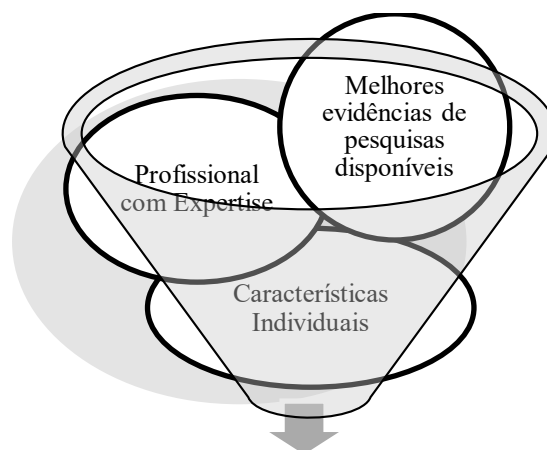 Melhores
evidências de
pesquisas
disponíveis
Profissional
com Expertise
Características
Individuais